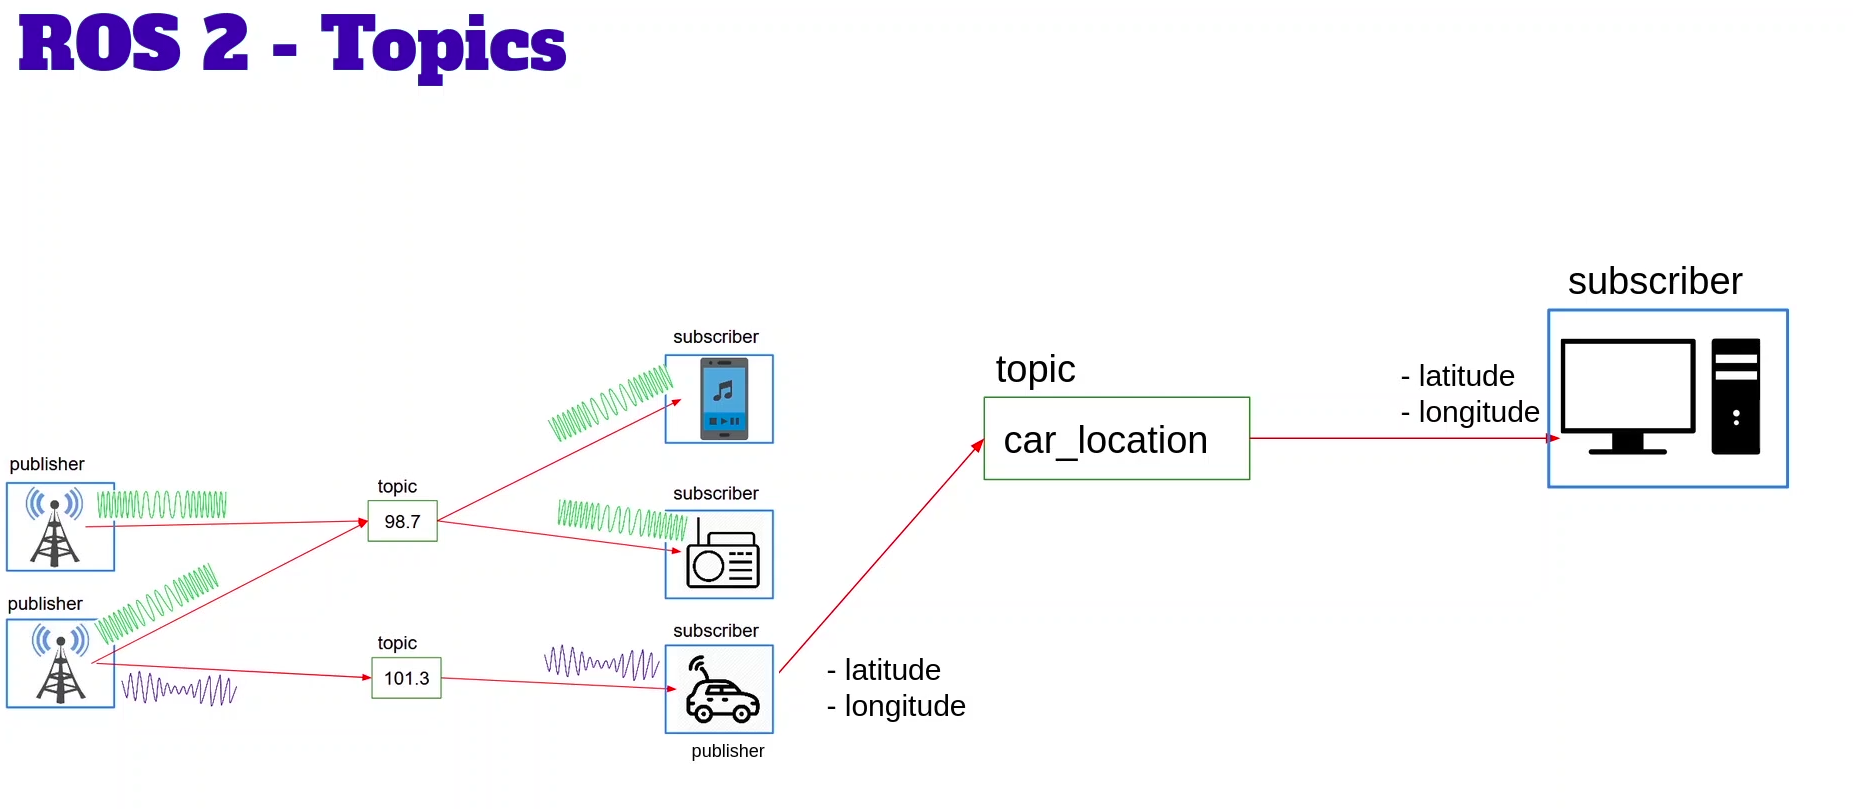 ROS 2 - Topics
publisher
publisher
topic
98.7
topic
101.3
subscriber
subscriber
subscriber
publisher
- latitude
- longitude
topic
car_location
- latitude
- longitude
subscriber